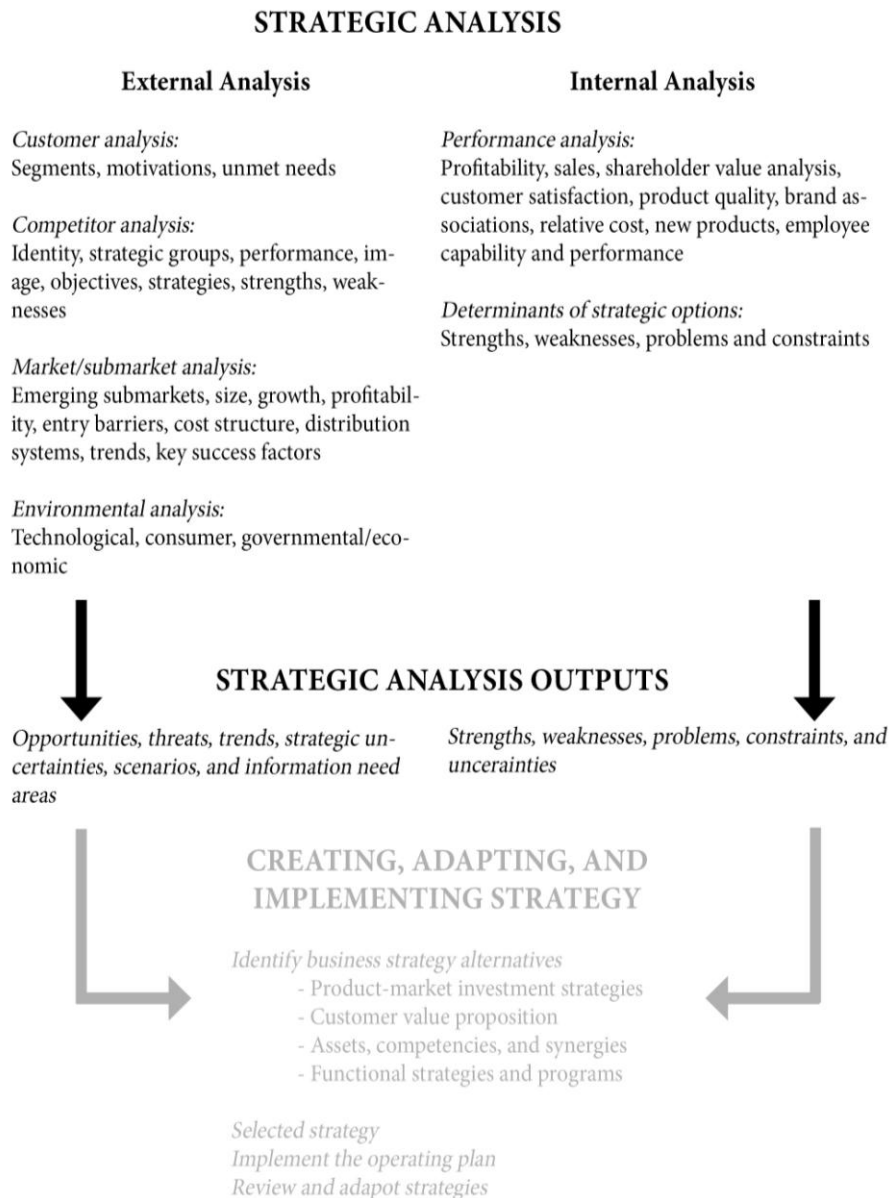 STRATEGIC ANALYSIS
External Analysis
Customer analysis:
Segments, motivations, unmet needs
Competitor analysis:
Identity, strategic groups, performance, im-
age, objectives, strategies, strengths, weak-
nesses
Market/submarket analysis:
Emerging submarkets, size, growth, profitabil-
ity, entry barriers, cost structure, distribution
systems, trends, key success factors
Environmental analysis:
Technological, consumer, governmental/eco-
nomic
Internal Analysis
Performance analysis:
Profitability, sales, shareholder value analysis,
customer satisfaction, product quality, brand as-
sociations, relative cost, new products, employee
capability and performance
Determinants of strategic options:
Strengths, weaknesses, problems and constraints
STRATEGIC ANALYSIS OUTPUTS
Opportunities, threats, trends, strategic un-
certainties, scenarios, and information need
areas
Strengths, weaknesses, problems, constraints, and
uncerainties
CREATING, ADAPTING, AND
IMPLEMENTING STRATEGY
Identify business strategy alternatives
- Product-market investment strategies
- Customer value proposition
- Assets, competencies, and synergies
- Functional strategies and programs
Selected strategy
Implement the operating plan
Review and adapot strategies